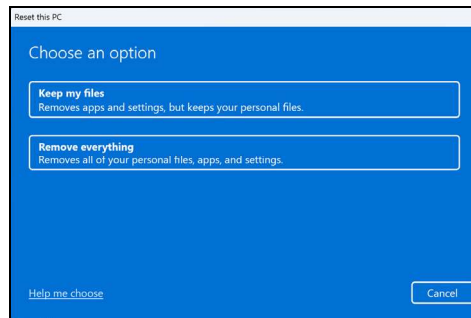 Reset this PC
Choose an option
Keep my files
Removes apps and settings, but keeps your personal files.
Remove everything
Removes all of your personal files, apps, and settings.
Help me choose
Cancel